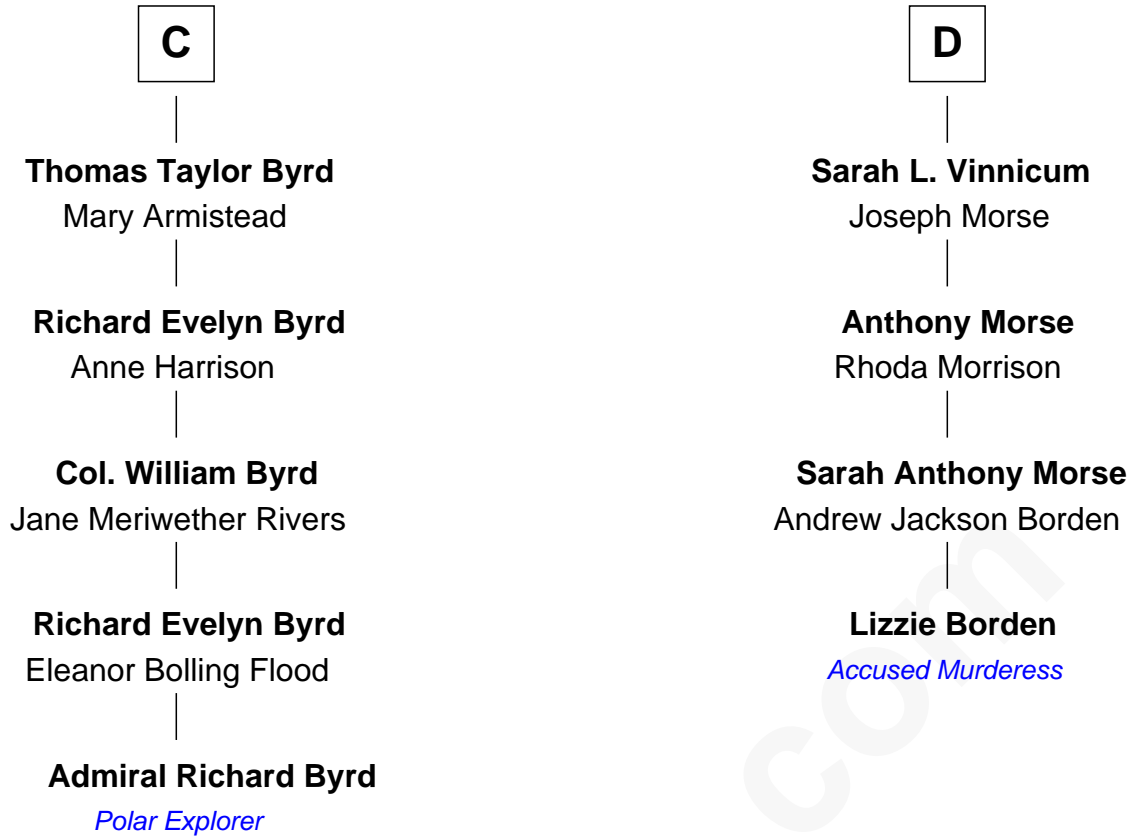 C
Thomas Taylor Byrd
Mary Armistead
Richard Evelyn Byrd
Anne Harrison
Col. William Byrd
Jane Meriwether Rivers
Richard Evelyn Byrd
Eleanor Bolling Flood
Admiral Richard Byrd
Polar Explorer
D
Sarah L. Vinnicum
Joseph Morse
Anthony Morse
Rhoda Morrison
Sarah Anthony Morse
Andrew Jackson Borden
Lizzie Borden
Accused Murderess
com